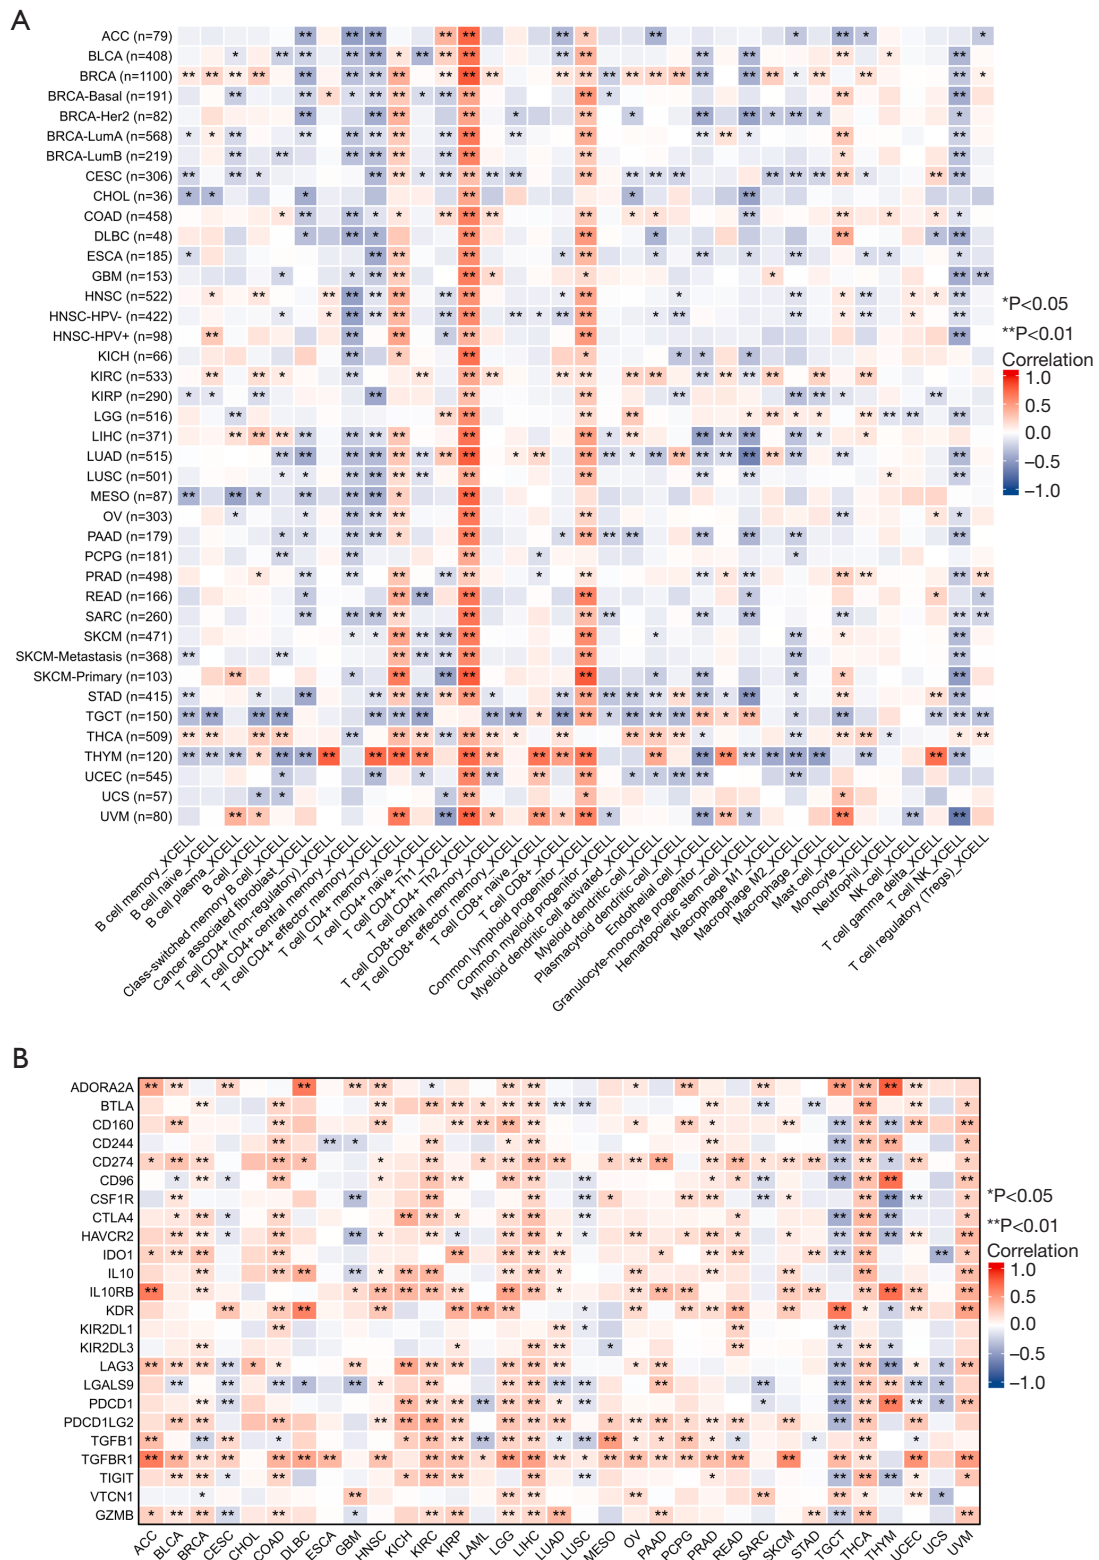 A
ACC (n=79)
BLCA (n=408)
BRCA (n=1100)
BRCA-Basal (n=191)
BRCA-Her2 (n=82)
BRCA-LumA (n=568)
BRCA-LumB (n=219)
CESC (n=306)
CHOL (n=36)
COAD (n=458)
DLBC (n=48)
ESCA (n=185)
GBM (n=153)
HNSC (n=522)
HNSC-HPV- (n=422)
HNSC-HPV+ (n=98)
KICH (n=66)
KIRC (n=533)
KIRP (n=290)
LGG (n=516)
LIHC (n=371)
LUAD (n=515)
LUSC (n=501)
MESO (n=87)
OV (n=303)
PAAD (n=179)
PCPG (n=181)
PRAD (n=498)
READ (n=166)
SARC (n=260)
SKCM (n=471)
SKCM-Metastasis (n=368)
SKCM-Primary (n=103)
STAD (n=415)
TGCT (n=150)
THCA (n=509)
THYM (n=120)
UCEC (n=545)
UCS (n=57)
UVM (n=80)
*P<0.05
**P<0.01
Correlation
1.0
0.5
0.0
−0.5
−1.0
B cell memory_XCELL
B cell naive_XCELL
B cell plasma_XCELL
B cell_XCELL
Class-switched memory B cell_XCELL
Cancer associated fibroblast_XCELL
T cell CD4+ (non-regulatory)_XCELL
T cell CD4+ central memory_XCELL
T cell CD4+ effector memory_XCELL
T cell CD4+ memory_XCELL
T cell CD4+ naive_XCELL
T cell CD4+ Th1_XCELL
T cell CD4+ Th2_XCELL
T cell CD8+ central memory_XCELL
T cell CD8+ effector memory_XCELL
T cell CD8+ naive_XCELL
T cell CD8+_XCELL
Common lymphoid progenitor_XCELL
Common myeloid progenitor_XCELL
Myeloid dendritic cell activated_XCELL
Myeloid dendritic cell_XCELL
Plasmacytoid dendritic cell_XCELL
Endothelial cell_XCELL
Granulocyte-monocyte progenitor_XCELL
Hematopoietic stem cell_XCELL
Macrophage M1_XCELL
Macrophage M2_XCELL
Macrophage_XCELL
Mast cell_XCELL
Monocyte_XCELL
Neutrophil_XCELL
NK cell_XCELL
T cell gamma delta_XCELL
T cell NK_XCELL
T cell regulatory (Tregs)_XCELL
B
ADORA2A
BTLA
CD160
CD244
CD274
CD96
CSF1R
CTLA4
HAVCR2
IDO1
IL10
IL10RB
KDR
KIR2DL1
KIR2DL3
LAG3
LGALS9
PDCD1
PDCD1LG2
TGFB1
TGFBR1
TIGIT
VTCN1
GZMB
*P<0.05
**P<0.01
Correlation
1.0
0.5
0.0
−0.5
−1.0
ACC
BLCA
BRCA
CESC
CHOL
COAD
DLBC
ESCA
GBM
HNSC
KICH
KIRC
KIRP
LAML
LGG
LIHC
LUAD
LUSC
MESO
OV
PAAD
PCPG
PRAD
READ
SARC
SKCM
STAD
TGCT
THCA
THYM
UCEC
UCS
UVM